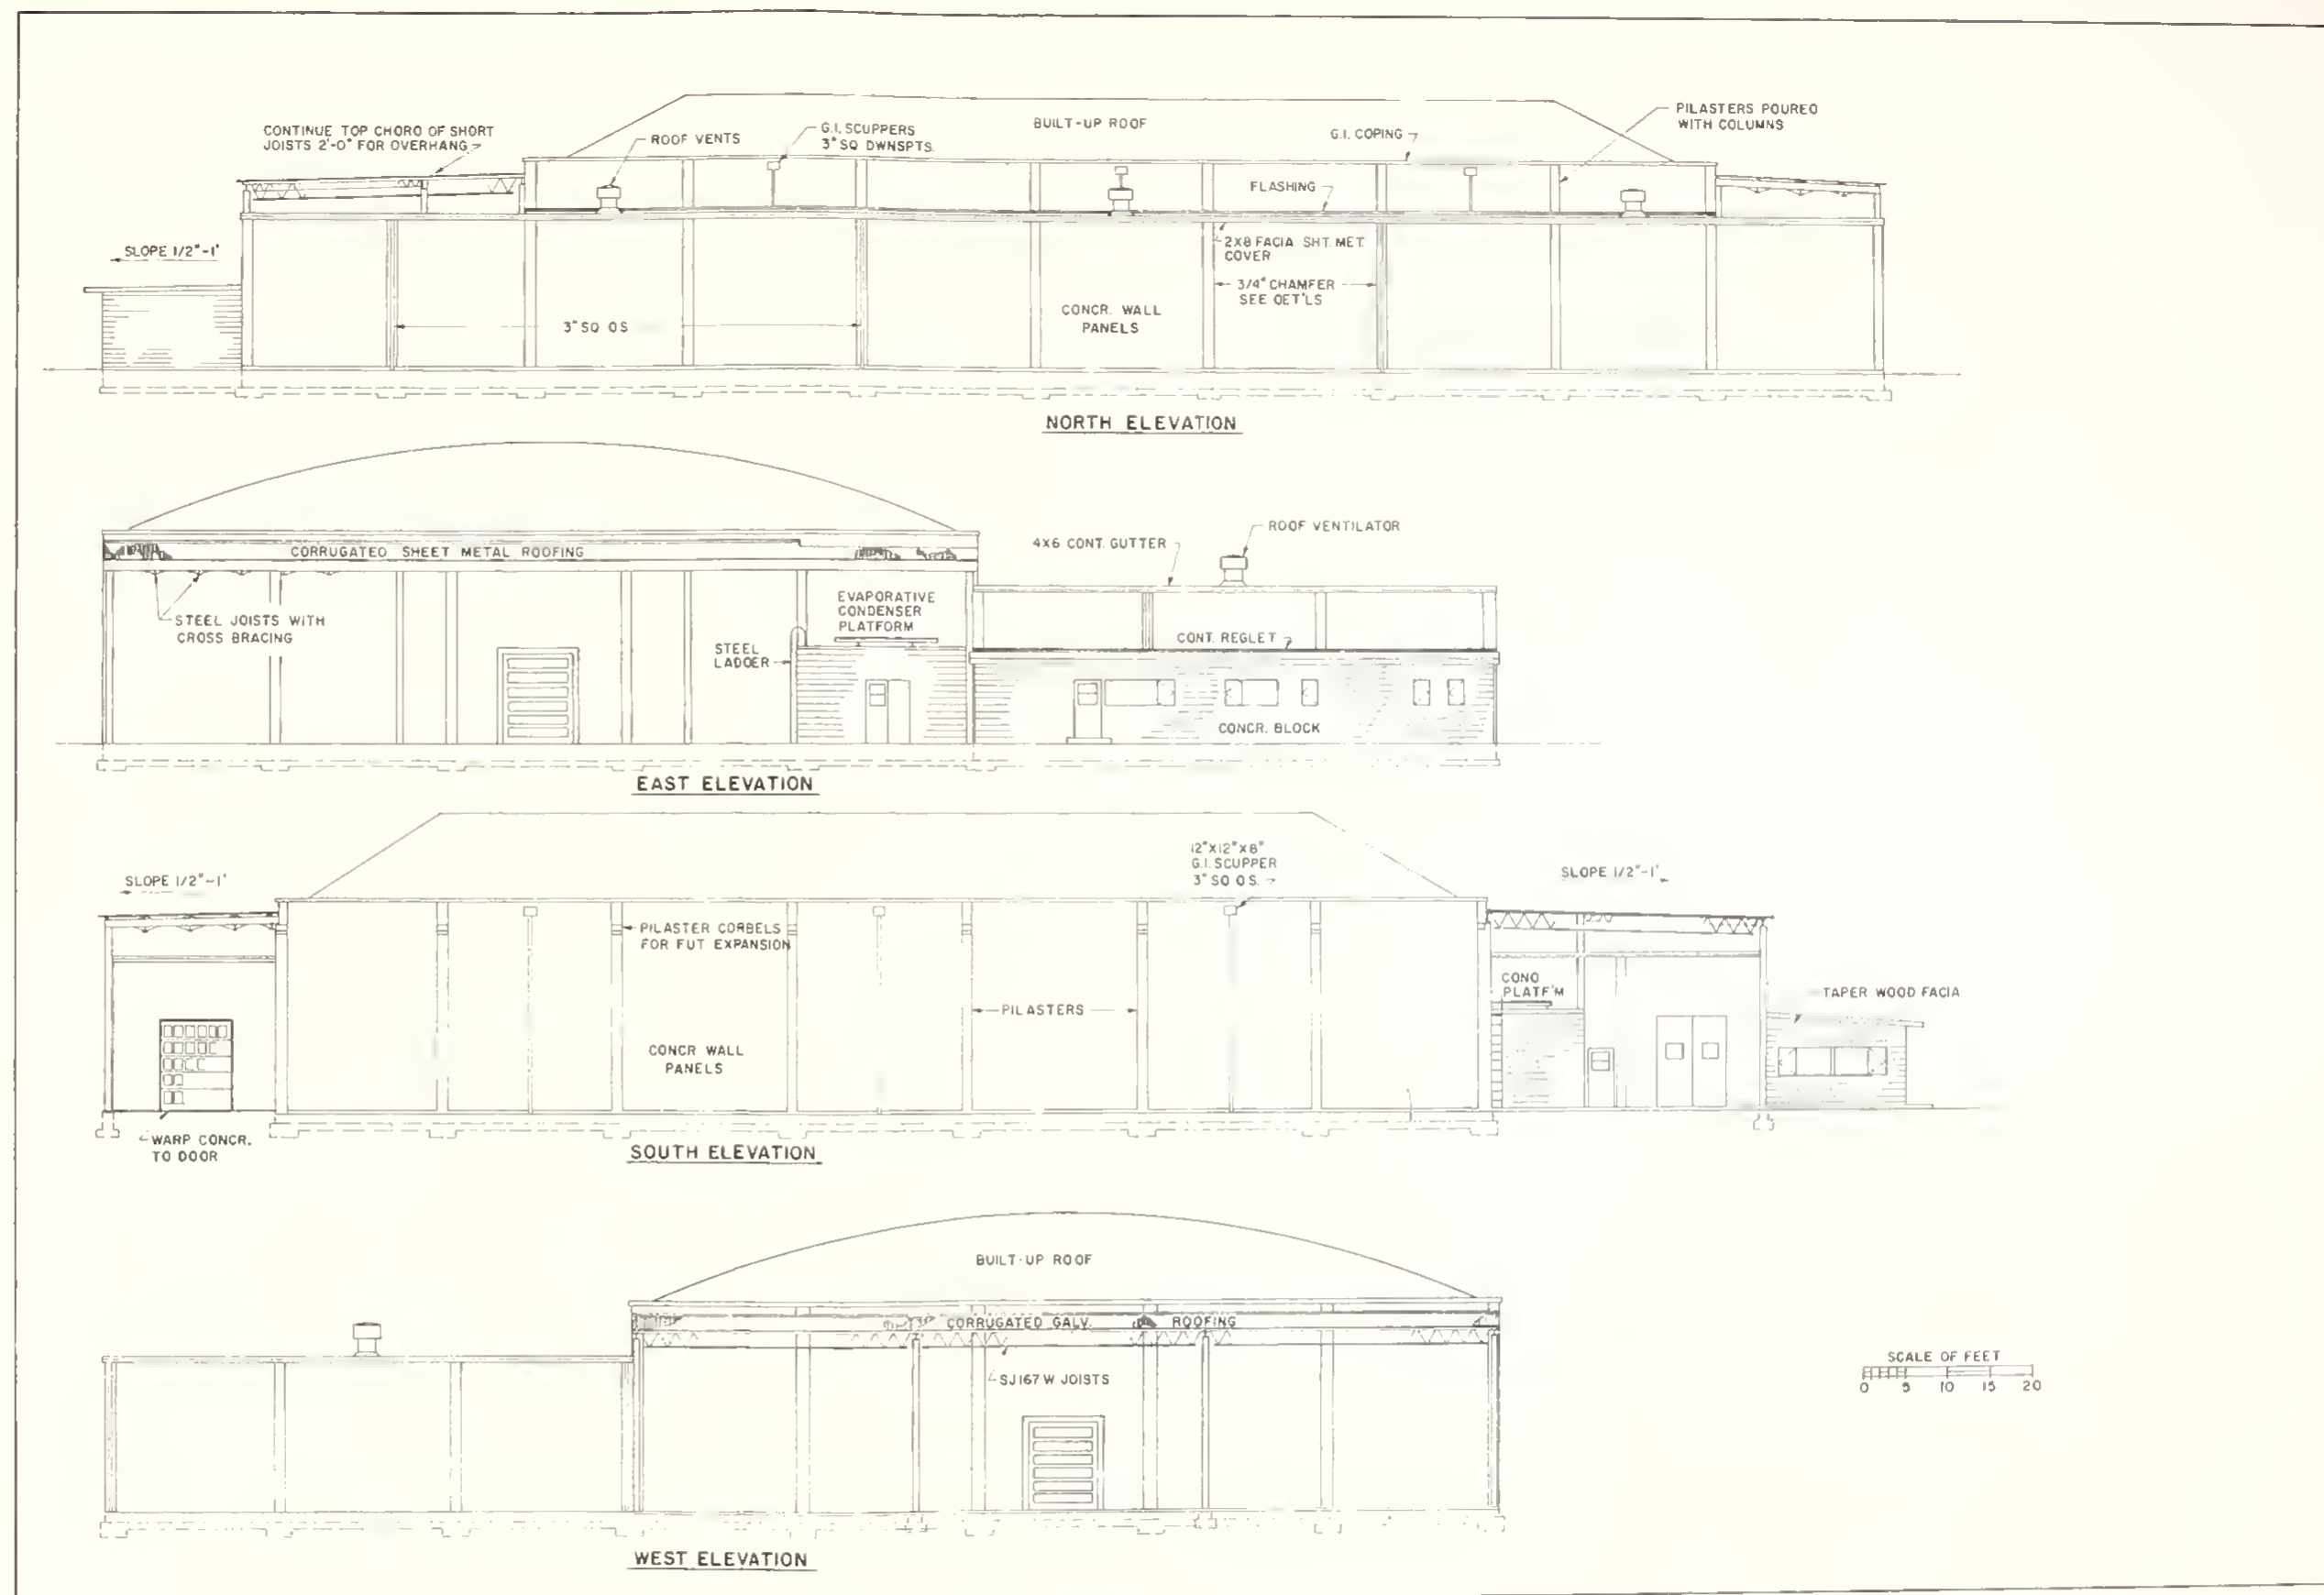 CONTINUE TOP CHORO OF SHORT
JOISTS 2'-0" FOR OVERHANG
ROOF VENTS
G.I. SCUPPERS
3" SQ DWNSPTS.
BUILT-UP ROOF
G.I. COPING
PILASTERS POUREO
WITH COLUMNS
FLASHING
SLOPE 1/2"-1'
2X8 FACIA SHT. MET.
COVER
3/4" CHAMFER
SEE OET'LS
3" SQ OS
CONCR. WALL
PANELS
NORTH ELEVATION
CORRUGATED SHEET METAL ROOFING
4X6 CONT. GUTTER
ROOF VENTILATOR
STEEL JOISTS WITH
CROSS BRACING
EVAPORATIVE
CONDENSER
PLATFORM
STEEL
LADOER
CONT. REGLET
CONCR. BLOCK
EAST ELEVATION
SLOPE 1/2"-1'
12"X12"X8"
G.I. SCUPPER
3" SQ OS.
SLOPE 1/2"-1'
PILASTER CORBELS
FOR FUT EXPANSION
CONO
PLATF'M
TAPER WOOD FACIA
PILASTERS
CONCR WALL
PANELS
WARP CONCR.
TO DOOR
SOUTH ELEVATION
BUILT-UP ROOF
CORRUGATED GALV. ROOFING
SJ167 W JOISTS
SCALE OF FEET
0 5 10 15 20
WEST ELEVATION